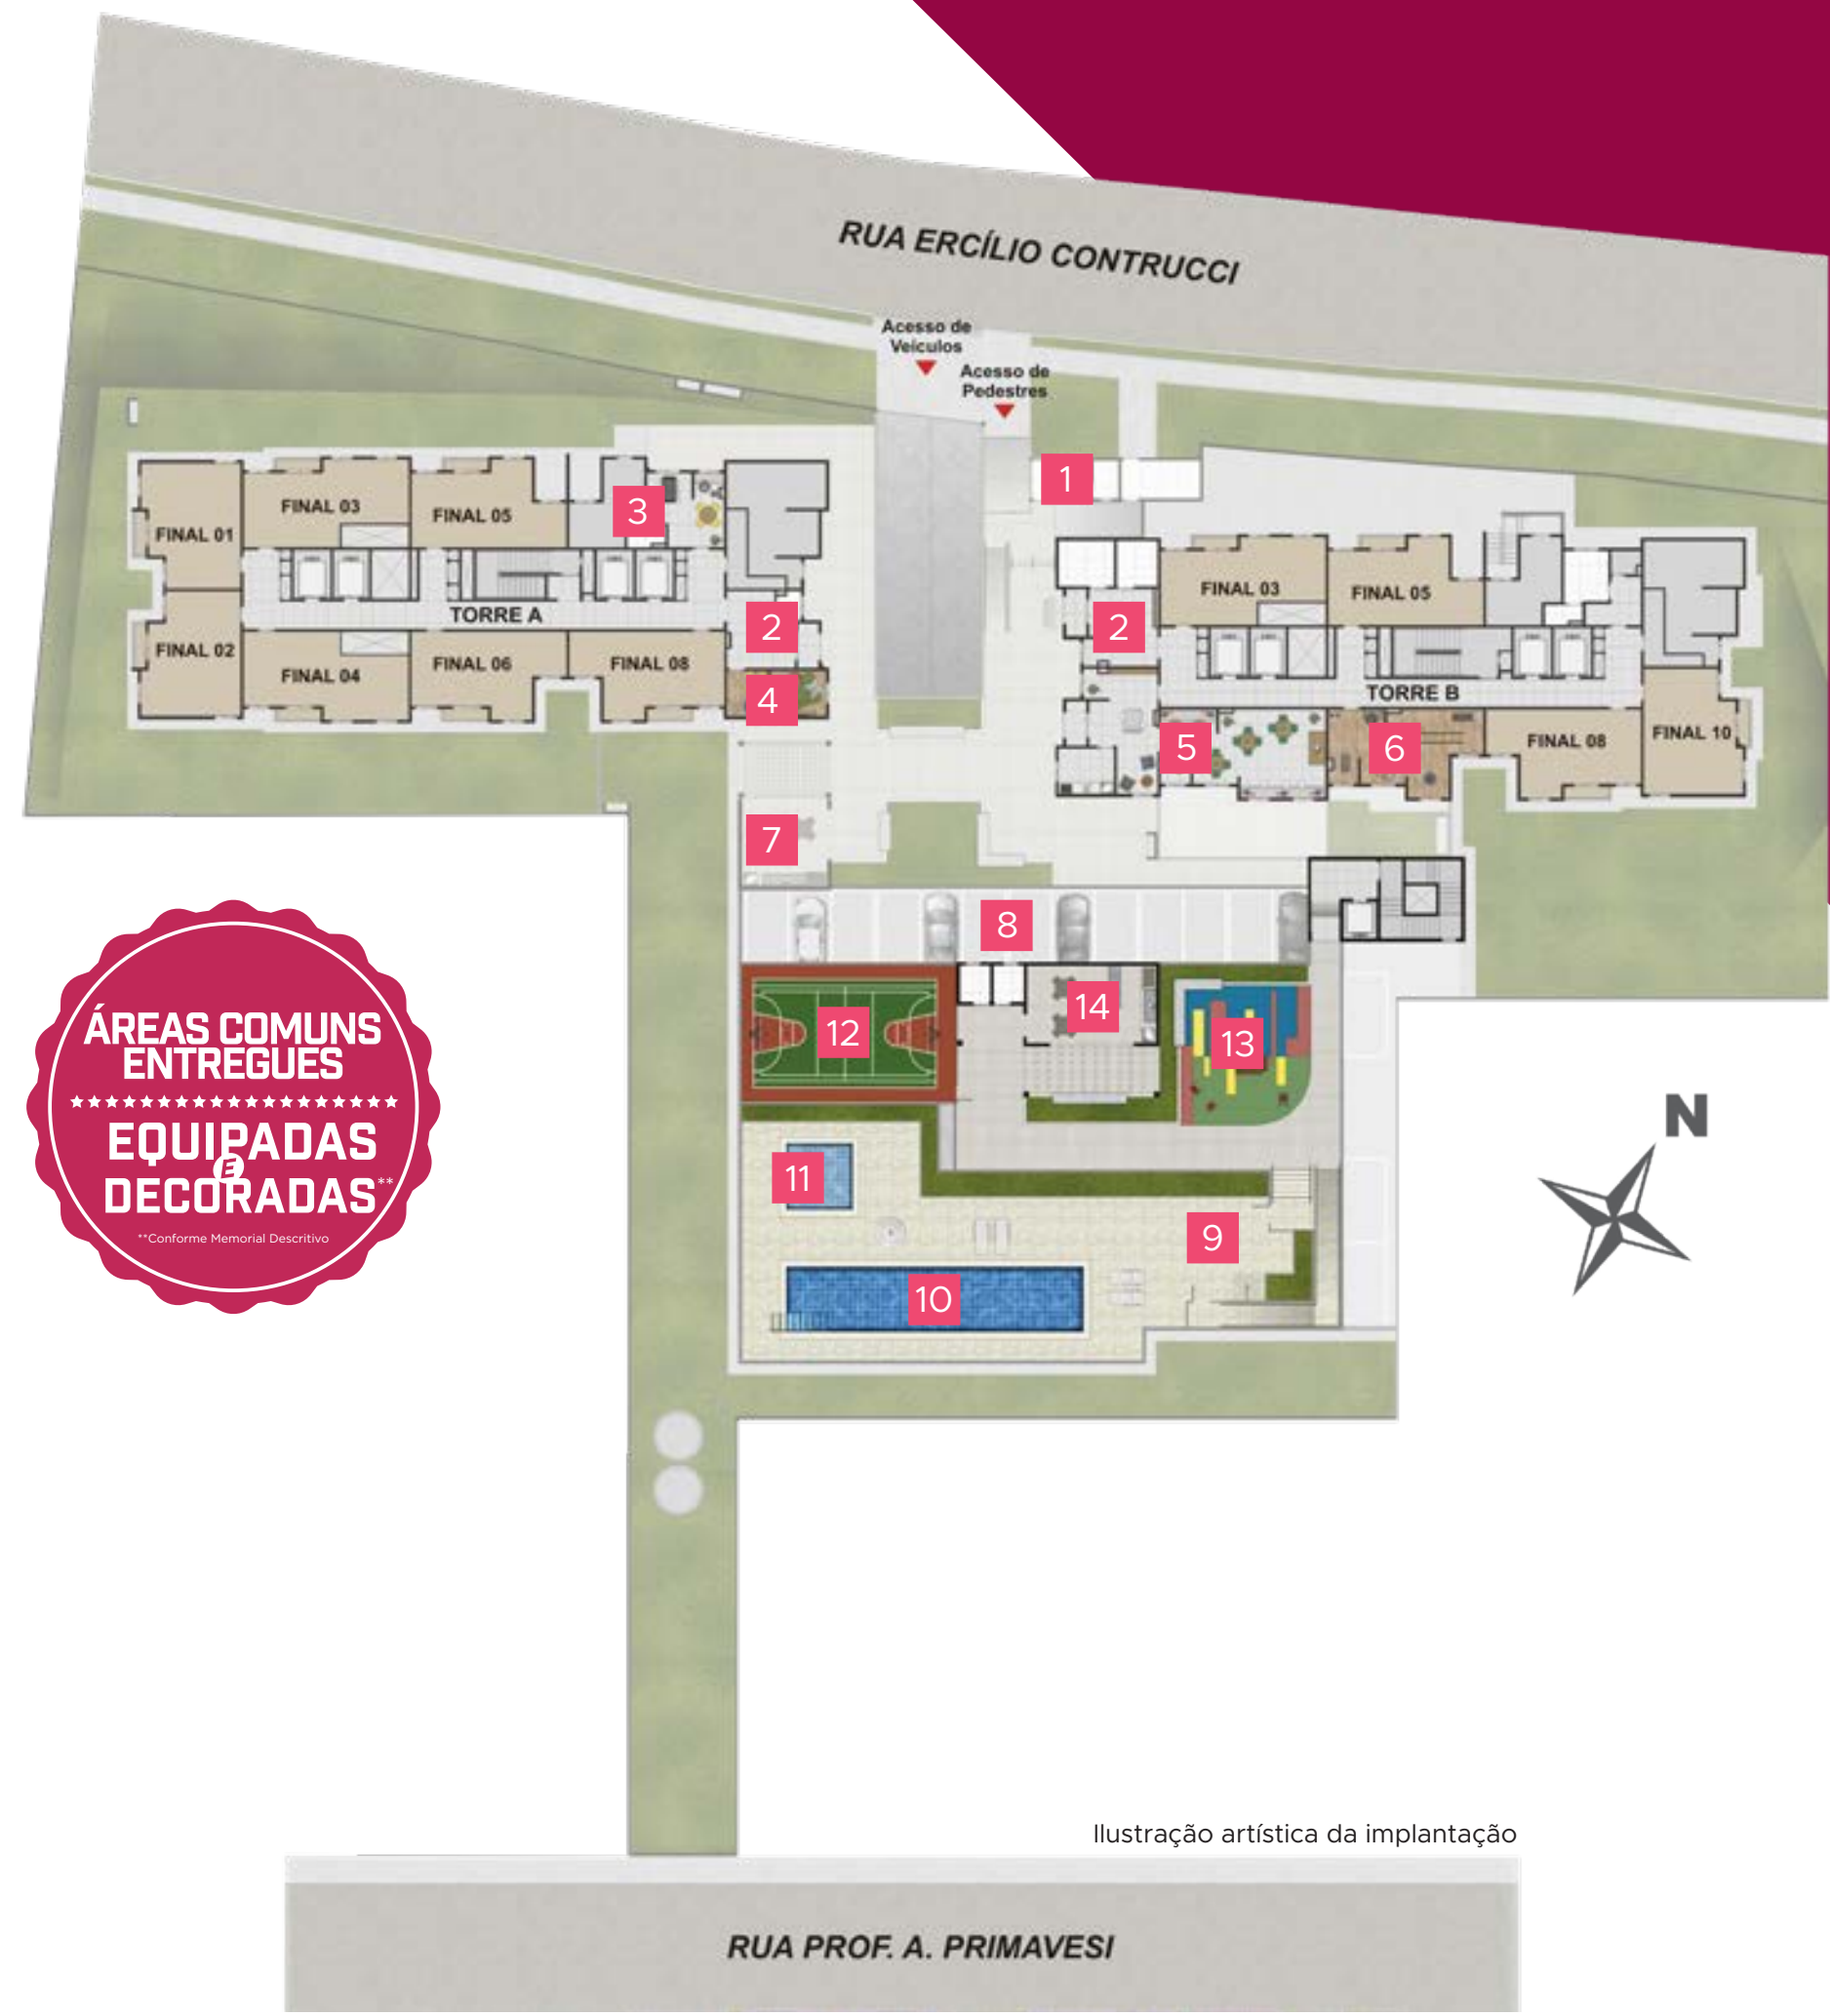 RUA ERCÍLIO CONTRUCCI
Acesso de
Veículos
Acesso de
Pedestres
1
FINAL 01
FINAL 03
FINAL 05
3
TORRE A
2
FINAL 02
FINAL 04
FINAL 06
FINAL 08
4
2
FINAL 03
FINAL 05
TORRE B
5
6
FINAL 08
FINAL 10
7
8
12
14
13
11
9
10
ÁREAS COMUNS
ENTREGUES
EQUIPADAS
E
DECORADAS**
**Conforme Memorial Descritivo
N
Ilustração artística da implantação
RUA PROF. A. PRIMAVESI